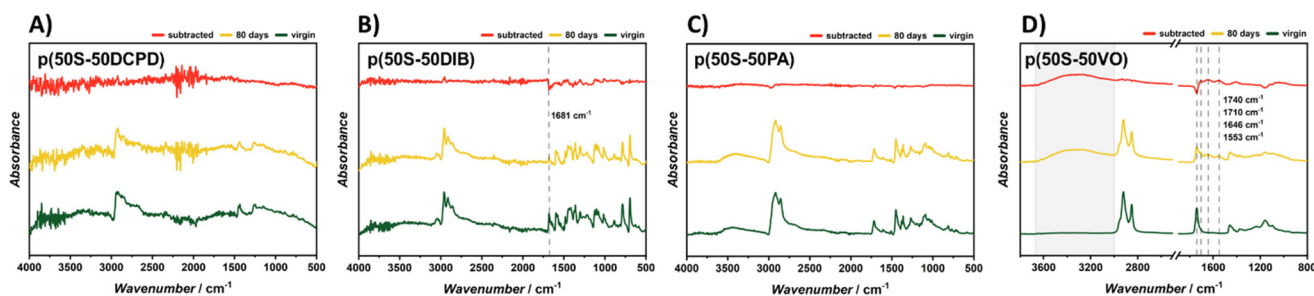 A)
subtracted 80 days virgin
p(50S-50DCPD)
Absorbance
4000 3500 3000 2500 2000 1500 1000 500
Wavenumber / cm-1
B)
subtracted 80 days virgin
p(50S-50DIB)
1681 cm-1
Absorbance
4000 3500 3000 2500 2000 1500 1000 500
Wavenumber / cm-1
C)
subtracted 80 days virgin
p(50S-50PA)
Absorbance
4000 3500 3000 2500 2000 1500 1000 500
Wavenumber / cm-1
D)
subtracted 80 days virgin
p(50S-50VO)
1740 cm-1
1710 cm-1
1646 cm-1
1553 cm-1
Absorbance
3800 3600 3200 2800 1600 1400 1200 1000 800
Wavenumber / cm-1